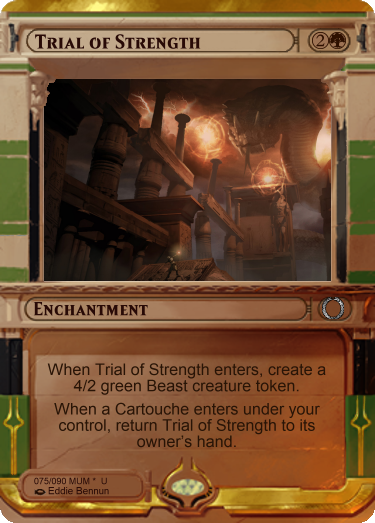 Trial of Strength
2
Enchantment
When Trial of Strength enters, create a
4/2 green Beast creature token.
When a Cartouche enters under your
control, return Trial of Strength to its
owner's hand.
075/090 MUM * U
Eddie Bennun